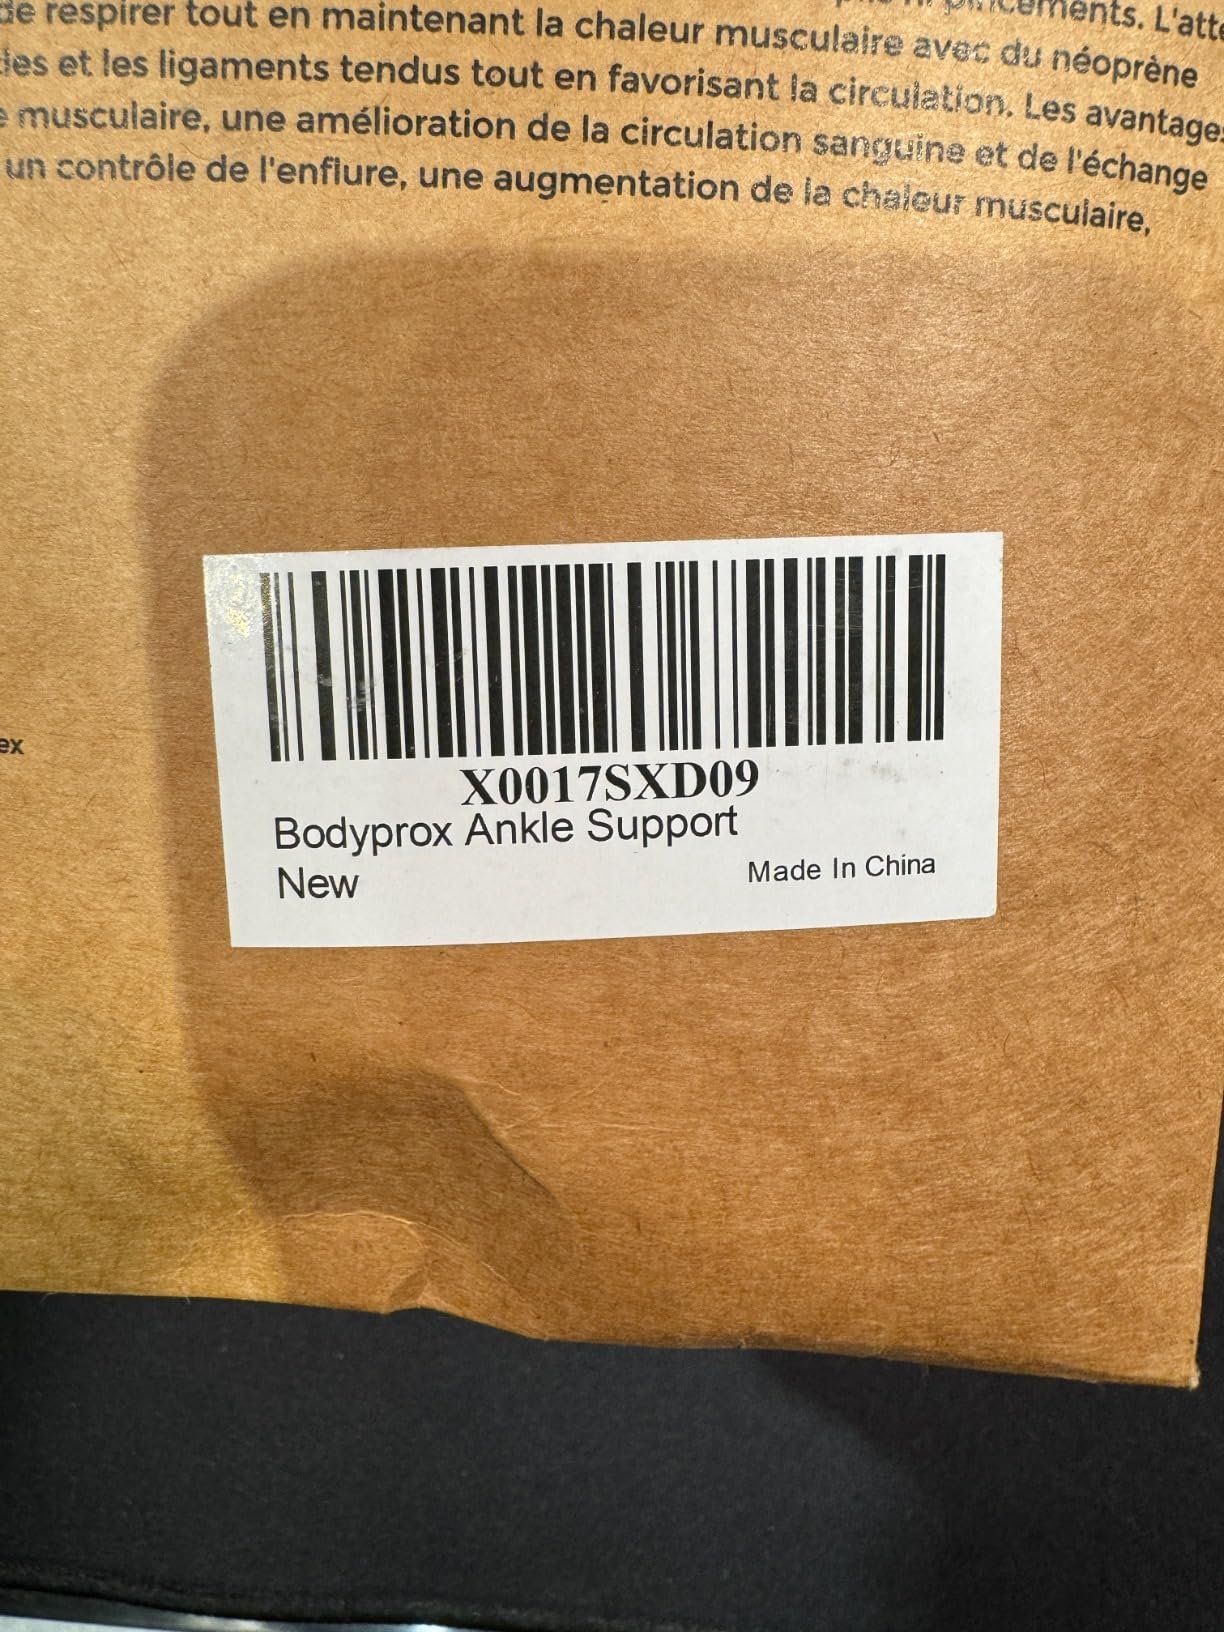 de respirer tout en maintenant la chaleur musculaire avec du néoprène
et les ligaments tendus tout en favorisant la circulation. Les avantages
musculaire, une amélioration de la circulation sanguine et de l'échange
un contrôle de l'enflure, une augmentation de la chaleur musculaire,
ex
X0017SXD09
Bodyprox Ankle Support
New
Made In China